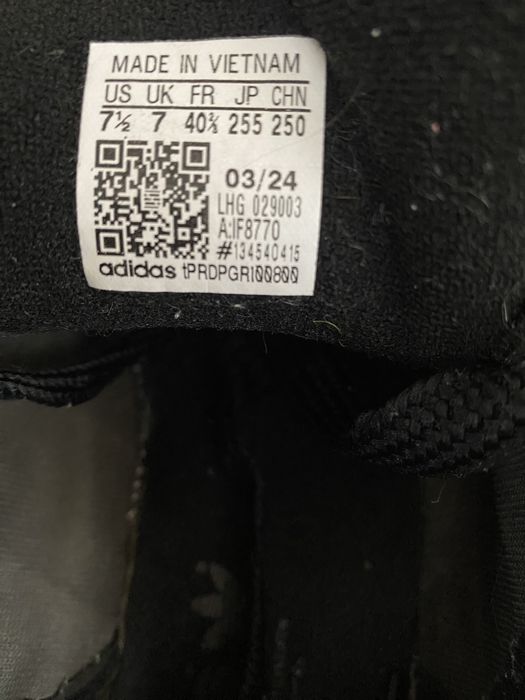 MADE IN VIETNAM
US UK FR JP CHN
7½ 7 40⅔ 255 250
03/24
LHG 029003
A:IF8770
#134540415
adidas tPRDPGRI00800